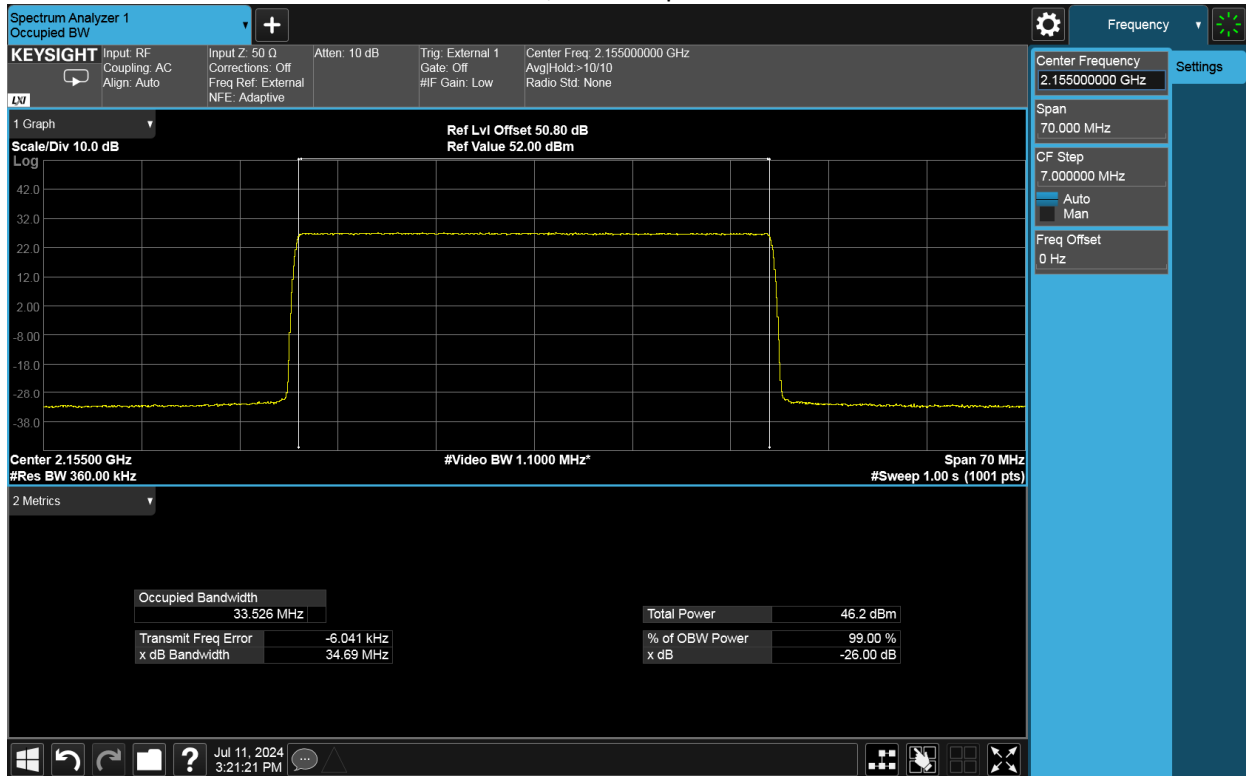 Spectrum Analyzer 1
Occupied BW
+
Frequency
KEYSIGHT
LXI
Input: RF
Coupling: AC
Align: Auto
Input Z: 50 Ω
Corrections: Off
Freq Ref: External
NFE: Adaptive
Atten: 10 dB
Trig: External 1
Gate: Off
#IF Gain: Low
Center Freq: 2.155000000 GHz
Avg|Hold:>10/10
Radio Std: None
Center Frequency
2.155000000 GHz
Settings
Span
70.000 MHz
CF Step
7.000000 MHz
Auto
Man
Freq Offset
0 Hz
1 Graph
Scale/Div 10.0 dB
Ref Lvl Offset 50.80 dB
Ref Value 52.00 dBm
Log
42.0
32.0
22.0
12.0
2.00
-8.00
-18.0
-28.0
-38.0
Center 2.15500 GHz
#Video BW 1.1000 MHz*
Span 70 MHz
#Res BW 360.00 kHz
#Sweep 1.00 s (1001 pts)
2 Metrics
Occupied Bandwidth
33.526 MHz
Total Power 46.2 dBm
Transmit Freq Error -6.041 kHz
% of OBW Power 99.00 %
x dB Bandwidth 34.69 MHz
x dB -26.00 dB
?
Jul 11, 2024
3:21:21 PM